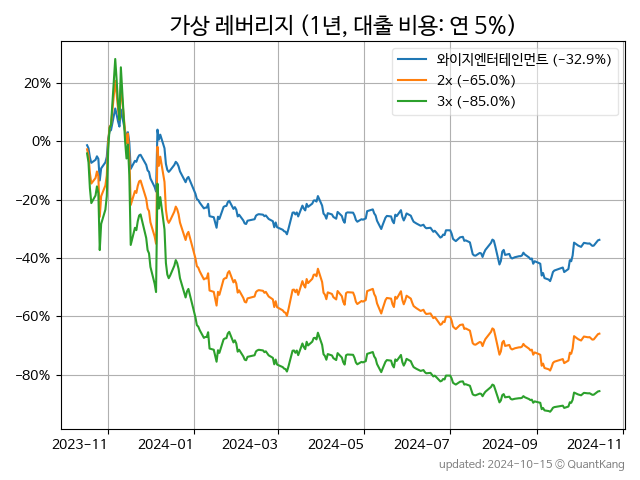 가상 레버리지 (1년, 대출 비용: 연 5%)
와이지엔터테인먼트 (−32.9%)
2x (−65.0%)
3x (−85.0%)
20%
0%
−20%
−40%
−60%
−80%
2023-11 2024-01 2024-03 2024-05 2024-07 2024-09 2024-11
updated: 2024-10-15 © QuantKang